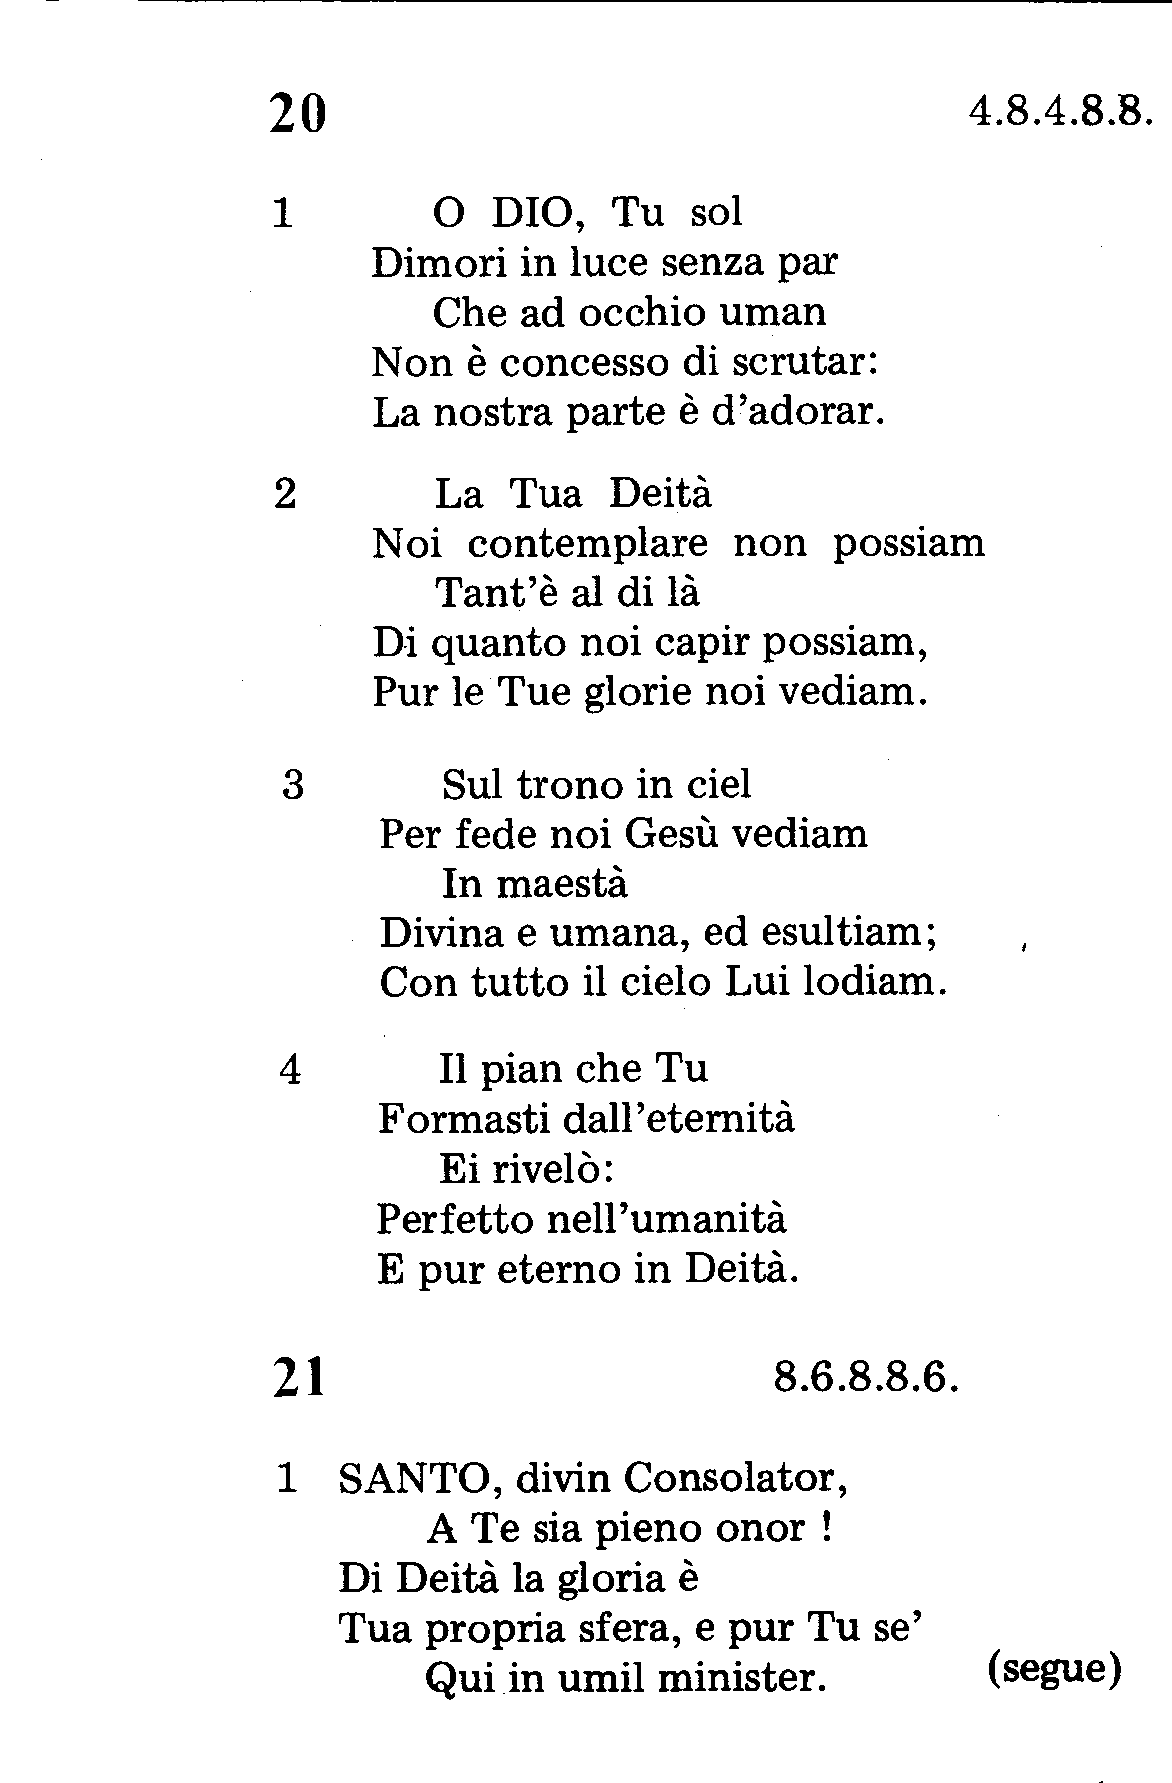 20 4.8.4.8.8.
1 O DIO, Tu sol
Dimori in luce senza par
Che ad occhio uman
Non è concesso di scrutar:
La nostra parte è d'adorar.
2 La Tua Deità
Noi contemplare non possiam
Tant'è al di là
Di quanto noi capir possiam,
Pur le Tue glorie noi vediam.
3 Sul trono in ciel
Per fede noi Gesù vediam
In maestà
Divina e umana, ed esultiam;
Con tutto il cielo Lui lodiam.
4 Il pian che Tu
Formasti dall'eternità
Ei rivelò:
Perfetto nell'umanità
E pur eterno in Deità.
21 8.6.8.8.6.
1 SANTO, divin Consolator,
A Te sia pieno onor !
Di Deità la gloria è
Tua propria sfera, e pur Tu se'
Qui in umil minister. (segue)